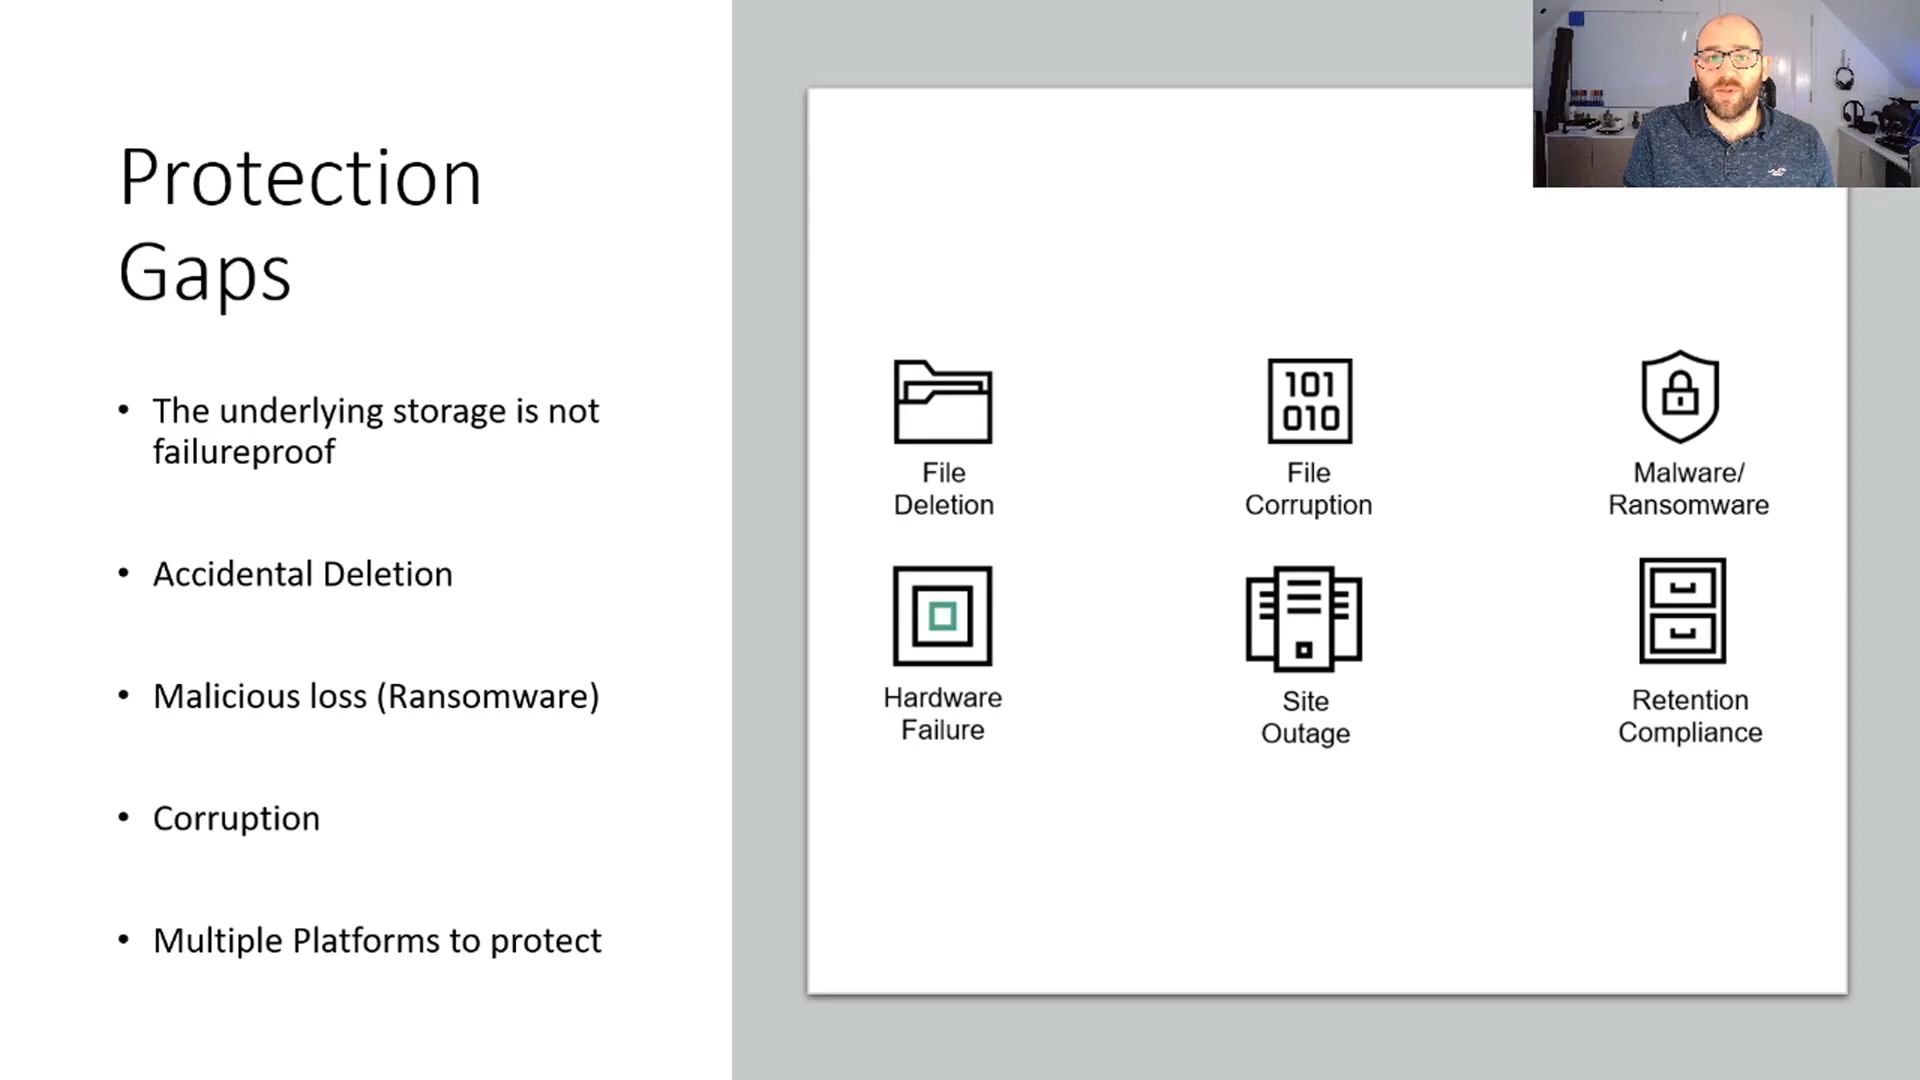 Protection
Gaps
• The underlying storage is not
failureproof
• Accidental Deletion
• Malicious loss (Ransomware)
• Corruption
• Multiple Platforms to protect
File
Deletion
101
010
File
Corruption
Malware/
Ransomware
Hardware
Failure
Site
Outage
Retention
Compliance